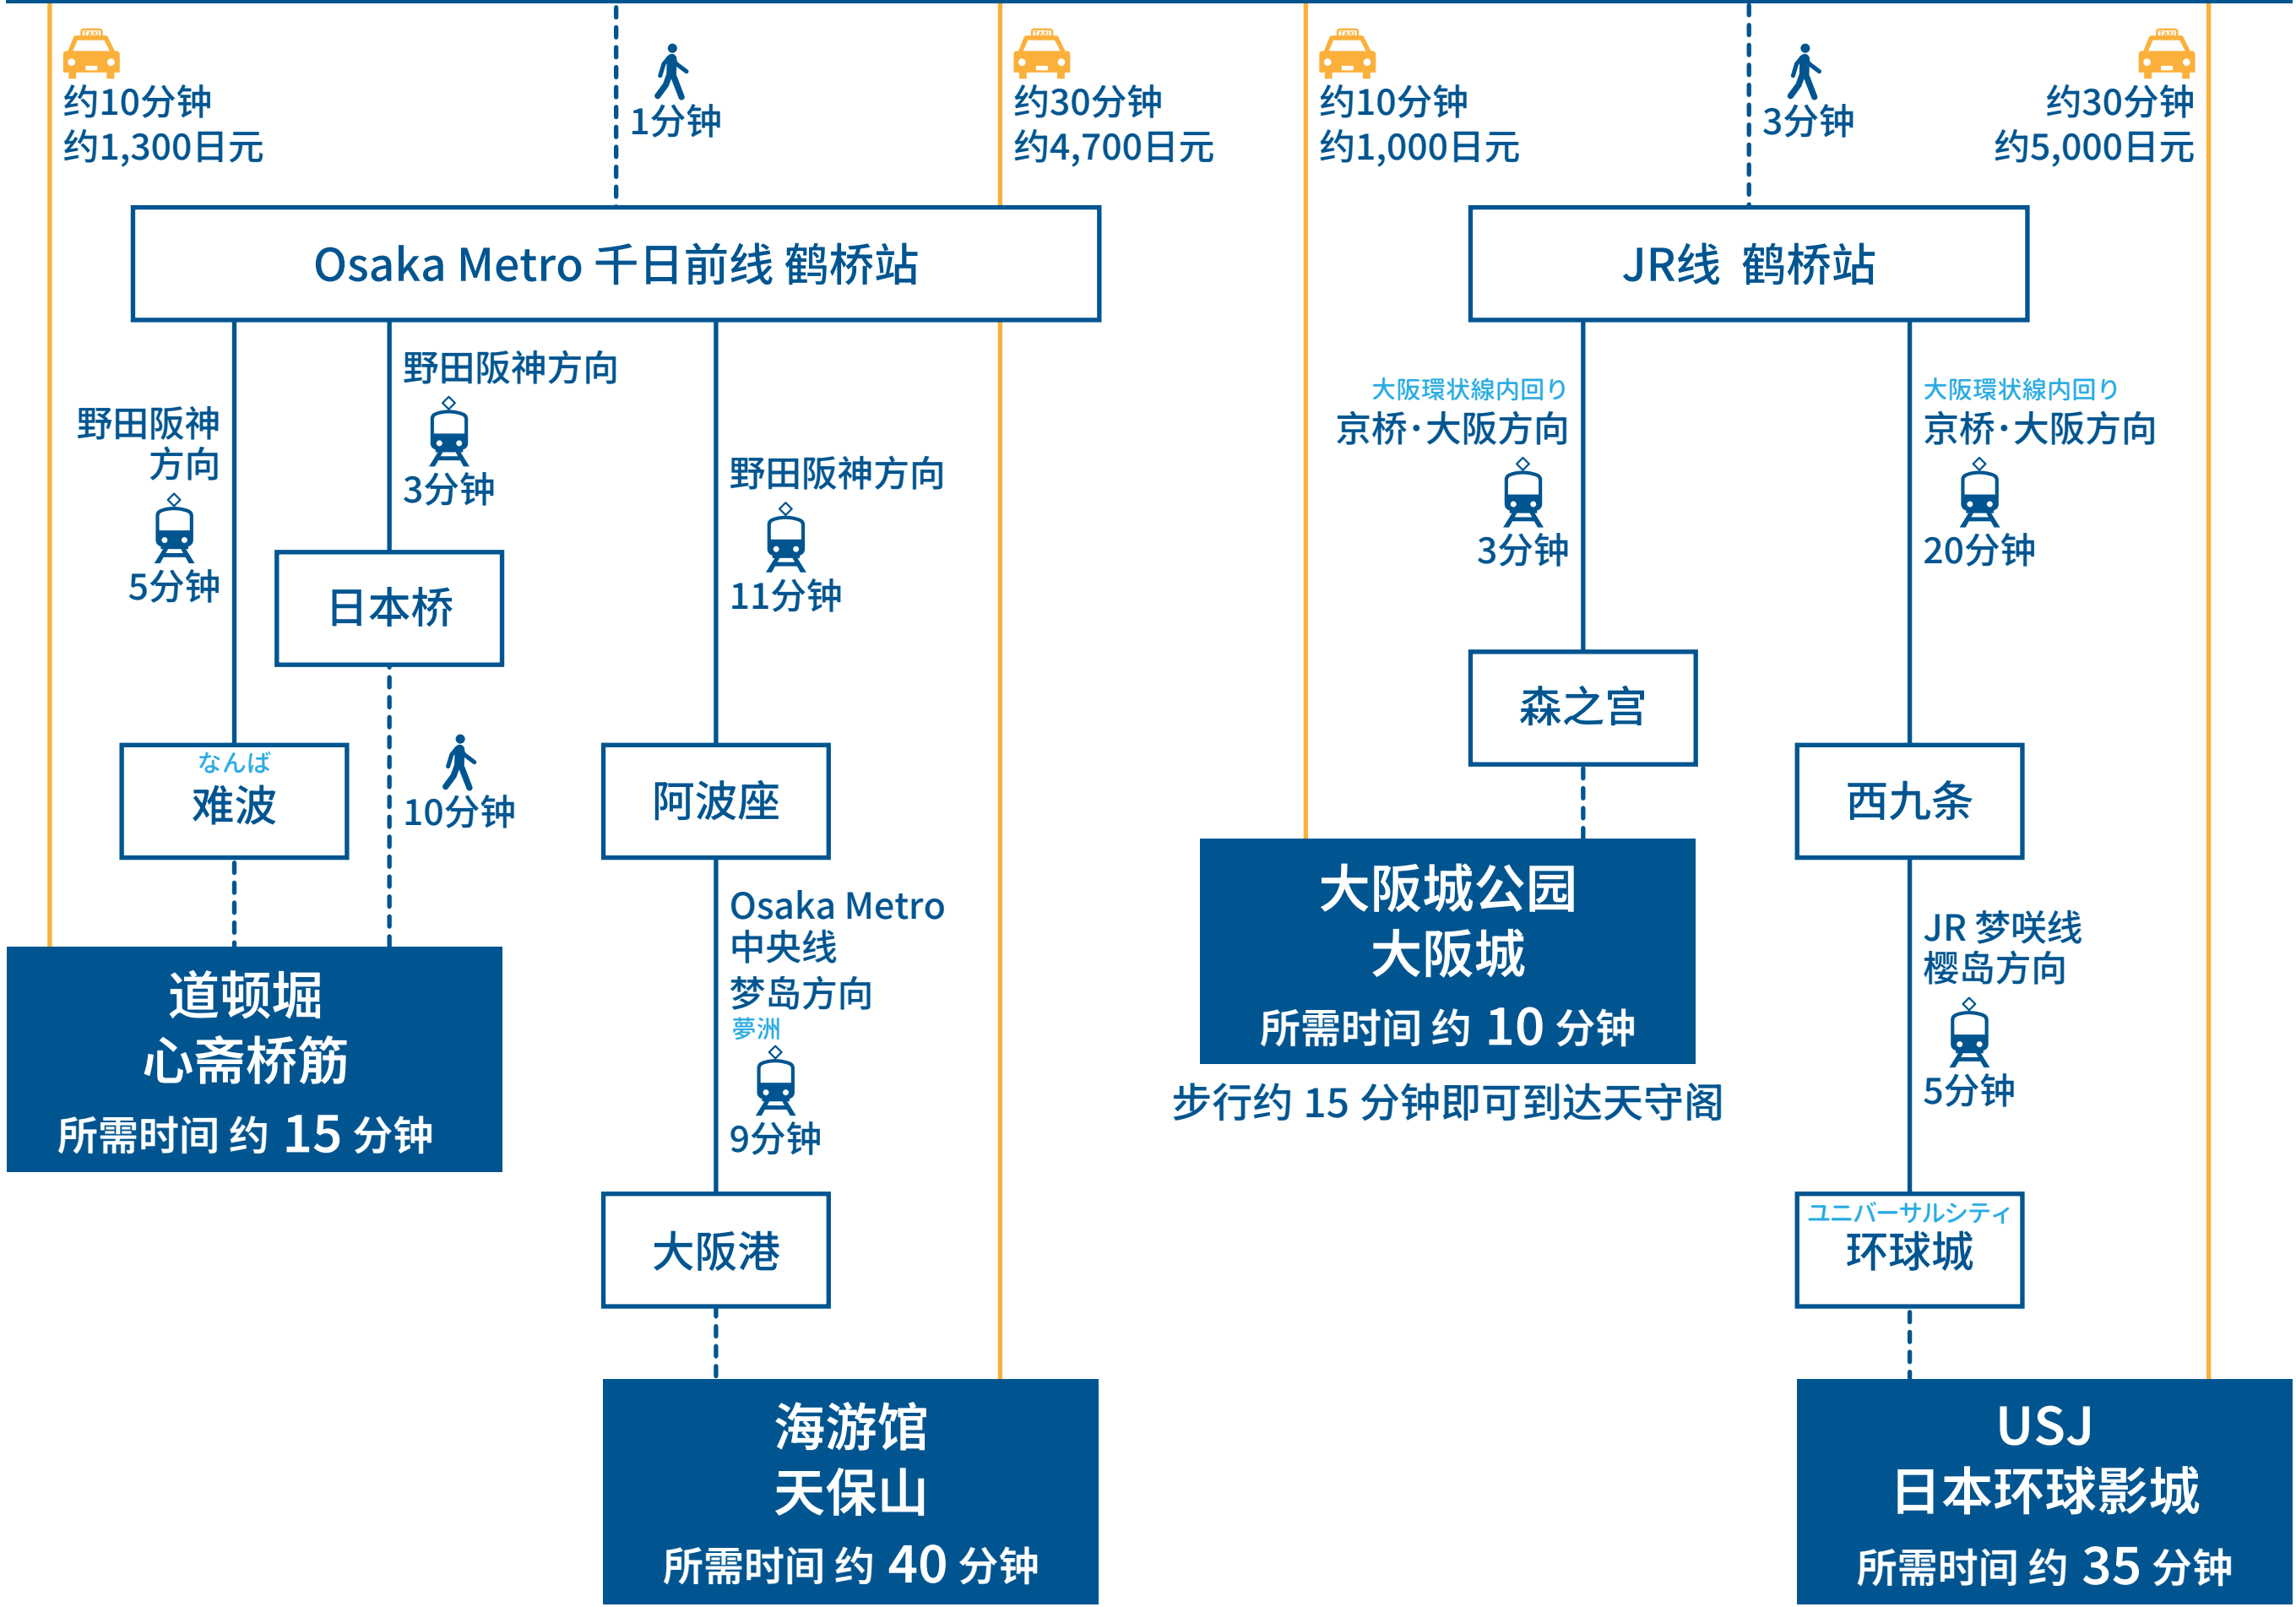 TAXI
约10分钟
约1,300日元
1分钟
TAXI
约30分钟
约4,700日元
TAXI
约10分钟
约1,000日元
3分钟
TAXI
约30分钟
约5,000日元
Osaka Metro 千日前线 鹤桥站
野田阪神
方向
5分钟
野田阪神方向
3分钟
日本桥
野田阪神方向
11分钟
なんば
难波
10分钟
阿波座
道顿堀
心斋桥筋
所需时间 约 15 分钟
Osaka Metro
中央线
梦岛方向
夢洲
9分钟
大阪港
海游馆
天保山
所需时间 约 40 分钟
JR线 鹤桥站
大阪環状線内回り
京桥·大阪方向
3分钟
大阪環状線内回り
京桥·大阪方向
20分钟
森之宫
大阪城公园
大阪城
所需时间 约 10 分钟
步行约 15 分钟即可到达天守阁
西九条
JR 梦咲线
樱岛方向
5分钟
ユニバーサルシティ
环球城
USJ
日本环球影城
所需时间 约 35 分钟